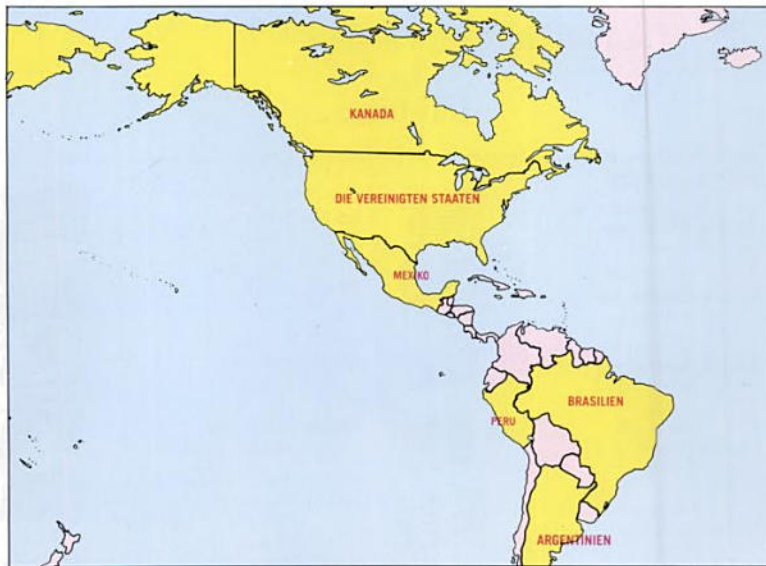 KANADA
DIE VEREINIGTEN STAATEN
MEXIKO
BRASILIEN
PERU
ARGENTINIEN